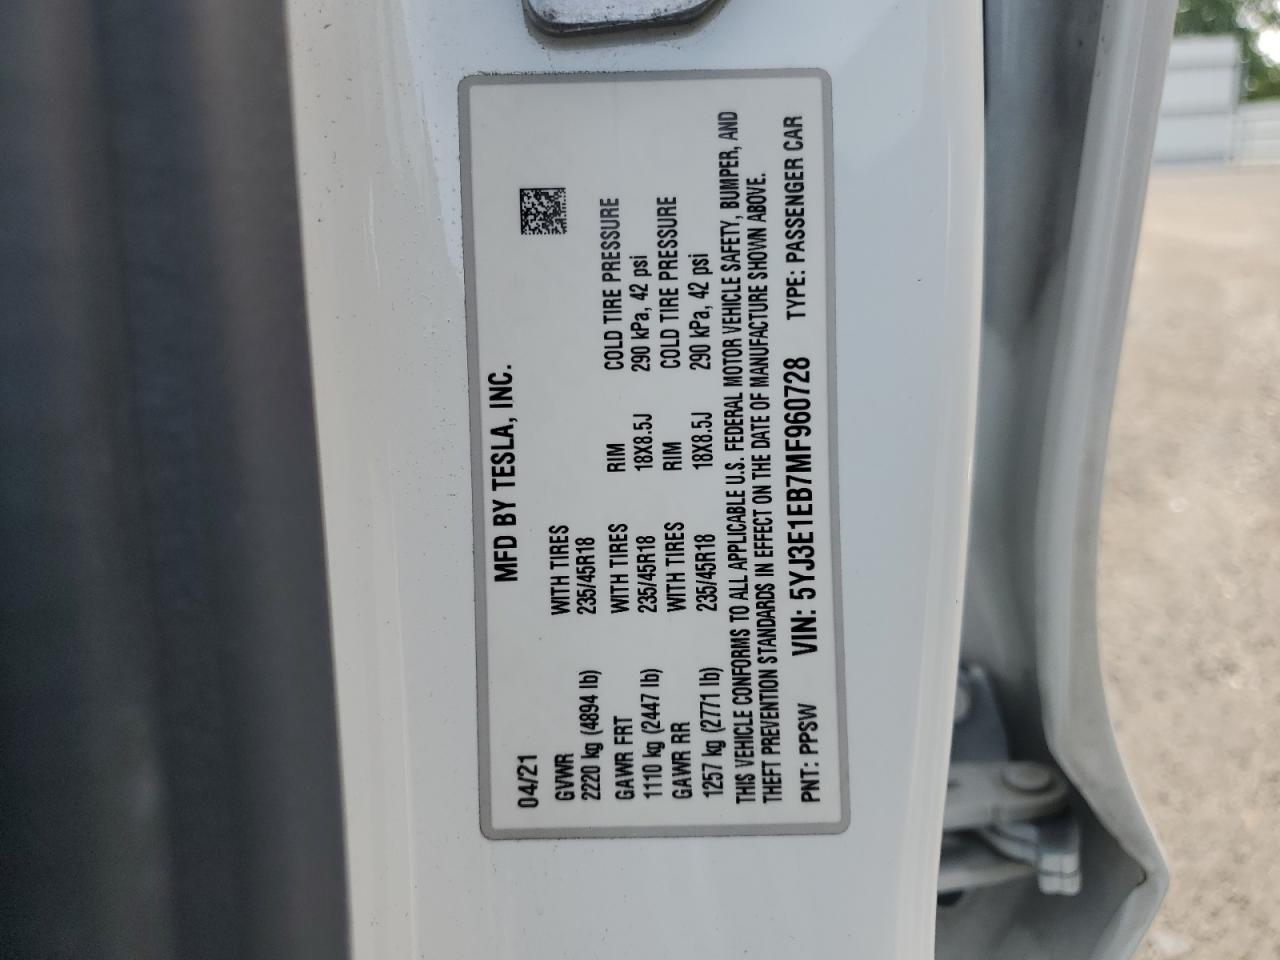 MFD BY TESLA, INC.
04/21
GVWR WITH TIRES
2220 kg (4894 lb) 235/45R18
GAWR FRT WITH TIRES RIM COLD TIRE PRESSURE
1110 kg (2447 lb) 235/45R18 18X8.5J 290 kPa, 42 psi
GAWR RR WITH TIRES RIM COLD TIRE PRESSURE
1257 kg (2771 lb) 235/45R18 18X8.5J 290 kPa, 42 psi
THIS VEHICLE CONFORMS TO ALL APPLICABLE U.S. FEDERAL MOTOR VEHICLE SAFETY, BUMPER, AND
THEFT PREVENTION STANDARDS IN EFFECT ON THE DATE OF MANUFACTURE SHOWN ABOVE.
PNT: PPSW VIN: 5YJ3E1EB7MF960728 TYPE: PASSENGER CAR